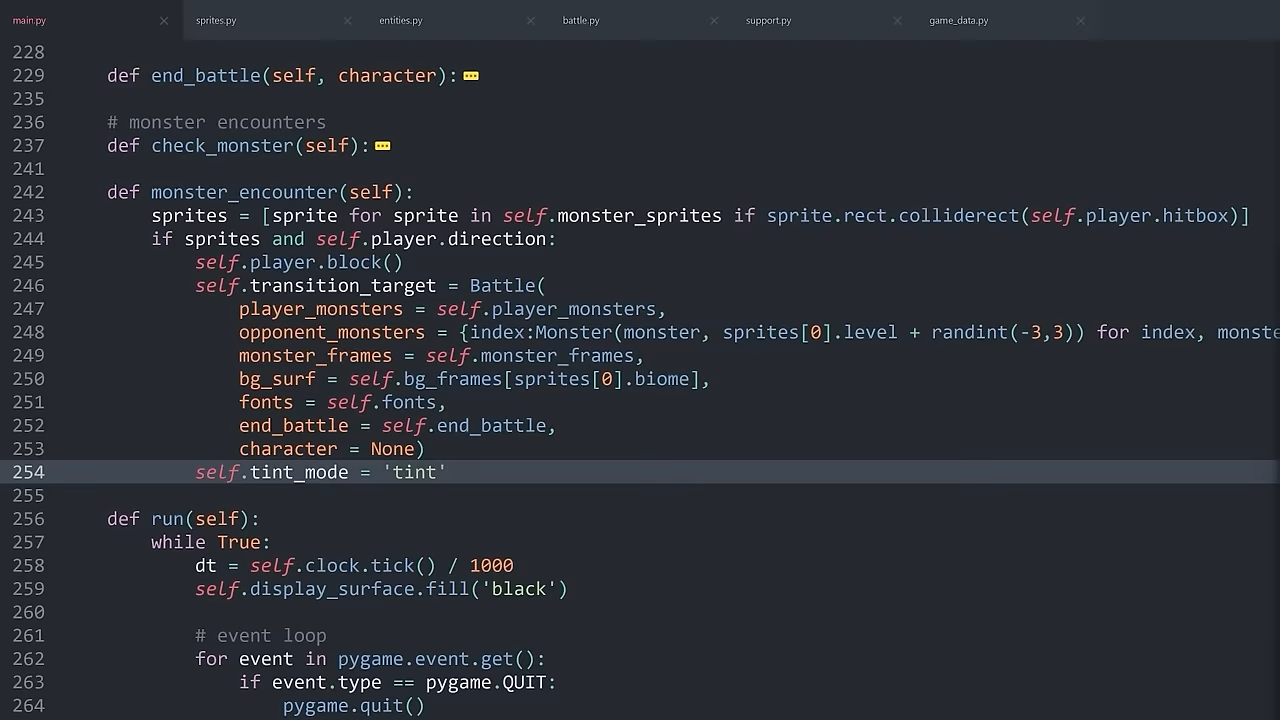 main.py sprites.py entities.py battle.py support.py game_data.py
228
229 def end_battle(self, character):
235
236 # monster encounters
237 def check_monster(self):
241
242 def monster_encounter(self):
243 sprites = [sprite for sprite in self.monster_sprites if sprite.rect.colliderect(self.player.hitbox)]
244 if sprites and self.player.direction:
245 self.player.block()
246 self.transition_target = Battle(
247 player_monsters = self.player_monsters,
248 opponent_monsters = {index:Monster(monster, sprites[0].level + randint(-3,3)) for index, monste
249 monster_frames = self.monster_frames,
250 bg_surf = self.bg_frames[sprites[0].biome],
251 fonts = self.fonts,
252 end_battle = self.end_battle,
253 character = None)
254 self.tint_mode = 'tint'
255
256 def run(self):
257 while True:
258 dt = self.clock.tick() / 1000
259 self.display_surface.fill('black')
260
261 # event loop
262 for event in pygame.event.get():
263 if event.type == pygame.QUIT:
264 pygame.quit()